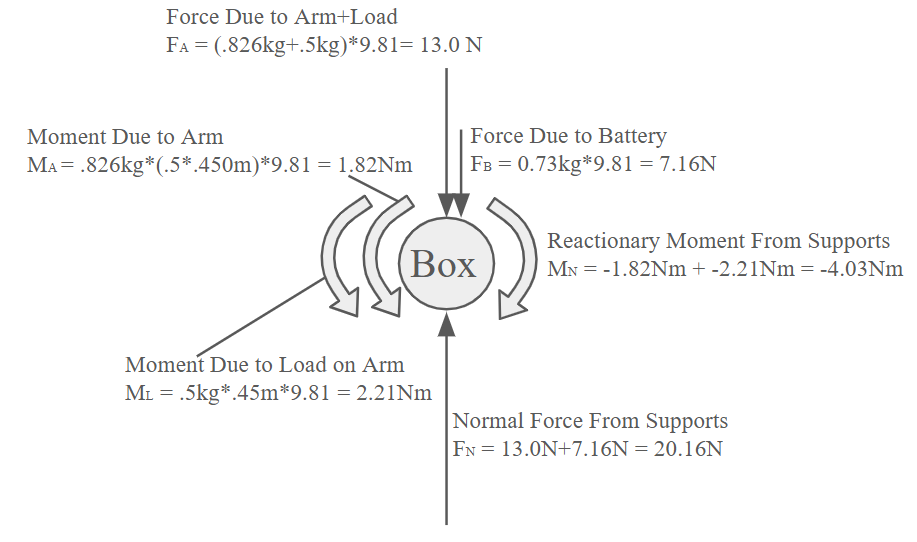 Force Due to Arm+Load
FA = (.826kg+.5kg)*9.81= 13.0 N
Moment Due to Arm
MA = .826kg*(.5*.450m)*9.81 = 1.82Nm
Force Due to Battery
FB = 0.73kg*9.81 = 7.16N
Box
Reactionary Moment From Supports
MN = -1.82Nm + -2.21Nm = -4.03Nm
Moment Due to Load on Arm
ML = .5kg*.45m*9.81 = 2.21Nm
Normal Force From Supports
FN = 13.0N+7.16N = 20.16N